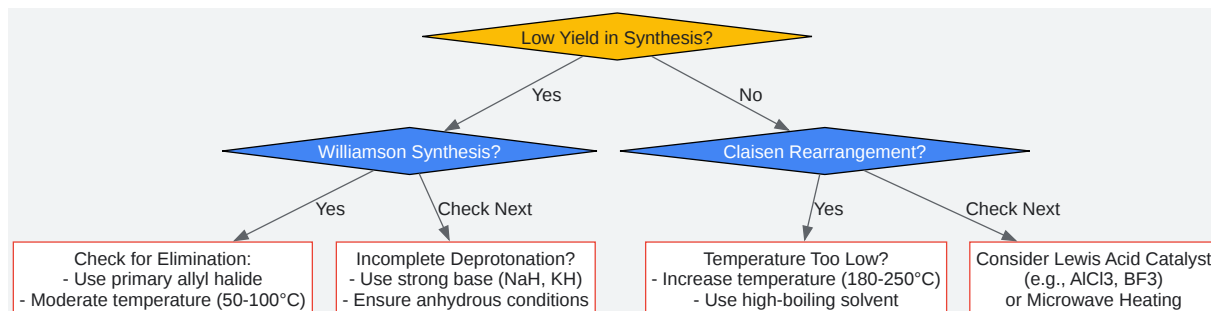 Low Yield in Synthesis?
Yes
No
Williamson Synthesis?
Claisen Rearrangement?
Yes
Check Next
Yes
Check Next
Check for Elimination:
- Use primary allyl halide
- Moderate temperature (50-100°C)
Incomplete Deprotonation?
- Use strong base (NaH, KH)
- Ensure anhydrous conditions
Temperature Too Low?
- Increase temperature (180-250°C)
- Use high-boiling solvent
Consider Lewis Acid Catalyst
(e.g., AlCl3, BF3)
or Microwave Heating